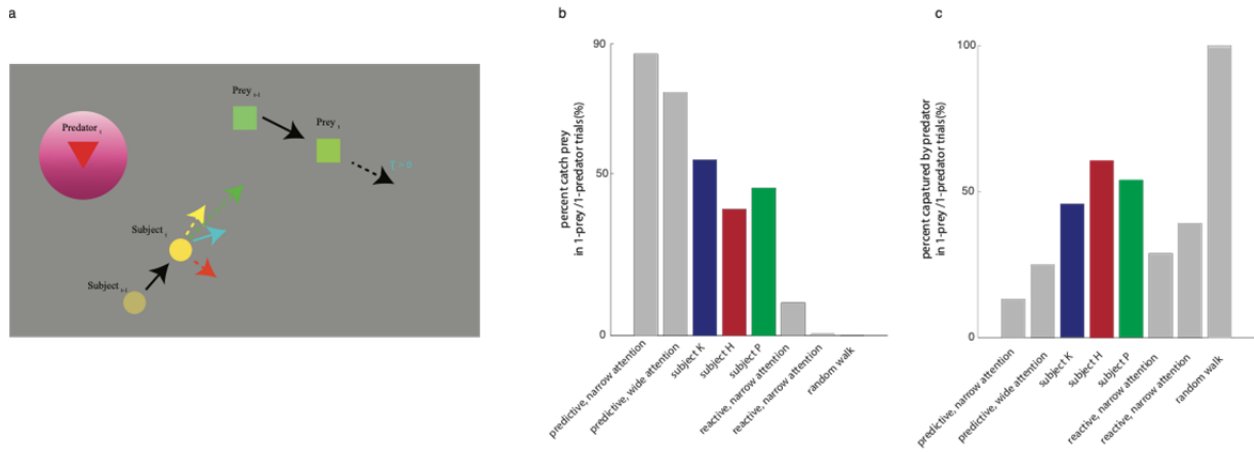 a
Predator t
Prey t-1
Prey t
T > 0
Subject t
Subject t-1
b
percent catch prey
in 1-prey /1-predator trials(%)
90
50
0
predictive, narrow attention
predictive, wide attention
subject K
subject H
subject P
reactive, narrow attention
reactive, narrow attention
random walk
c
percent capatured by predator
in 1-prey /1-predator trials(%)
100
50
0
predictive, narrow attention
predictive, wide attention
subject K
subject H
subject P
reactive, narrow attention
reactive, narrow attention
random walk